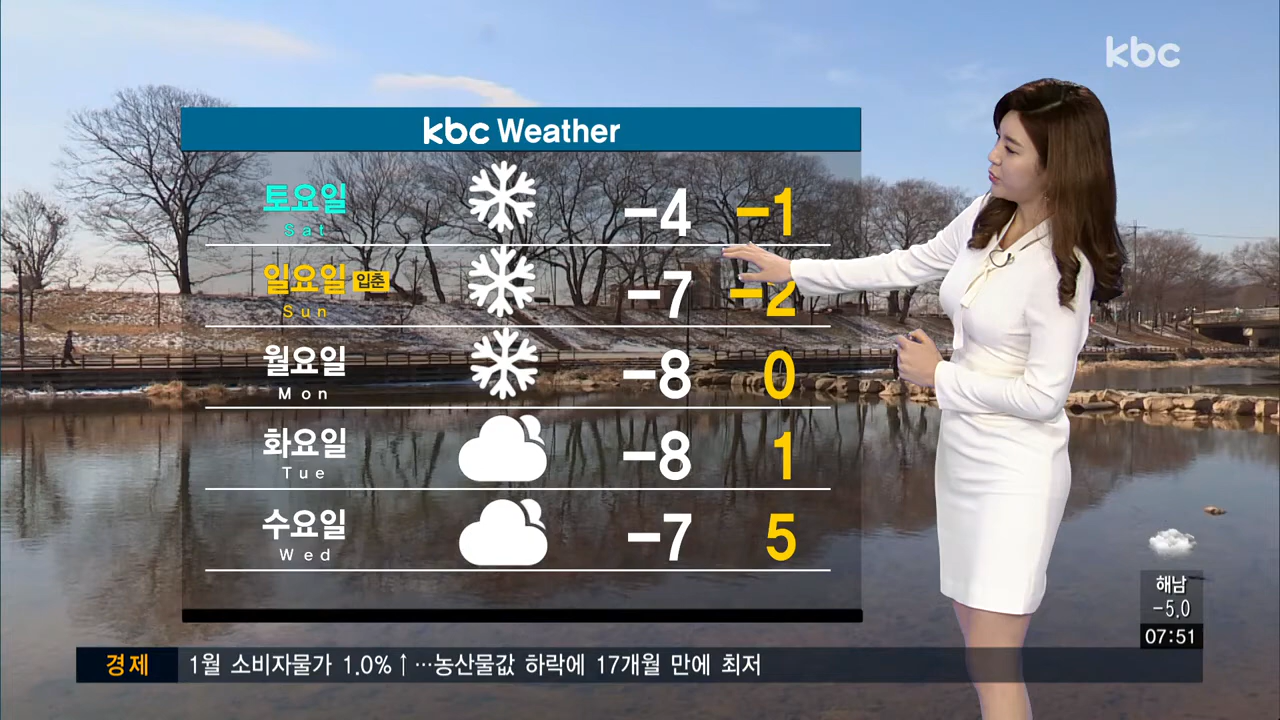 kbc
kbc Weather
토요일 -4 -1
Sat
일요일 입춘 -7 -2
Sun
월요일 -8 0
Mon
화요일 -8 1
Tue
수요일 -7 5
Wed
해남
-5.0
07:51
경제 1월 소비자물가 1.0%↑…농산물값 하락에 17개월 만에 최저